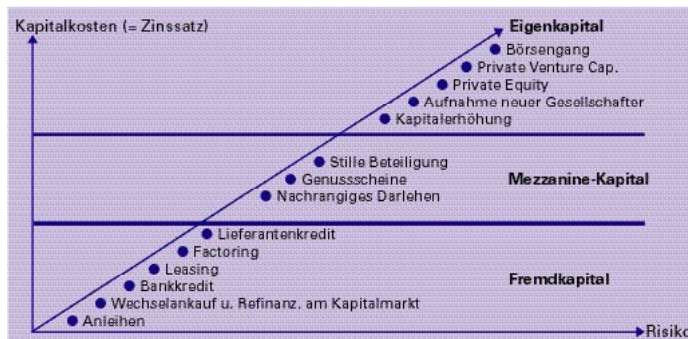 Kapitalkosten (= Zinssatz)
Eigenkapital
Börsengang
Private Venture Cap.
Private Equity
Aufnahme neuer Gesellschafter
Kapitalerhöhung
Stille Beteiligung
Genussscheine
Mezzanine-Kapital
Nachrangiges Darlehen
Lieferantenkredit
Factoring
Leasing
Fremdkapital
Bankkredit
Wechselankauf u. Refinanz. am Kapitalmarkt
Anleihen
Risiko